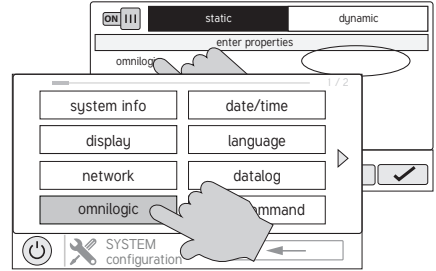 ON static dynamic
enter properties
1 / 2
system info date/time
display language
network datalog
omnilogic
SYSTEM
configuration